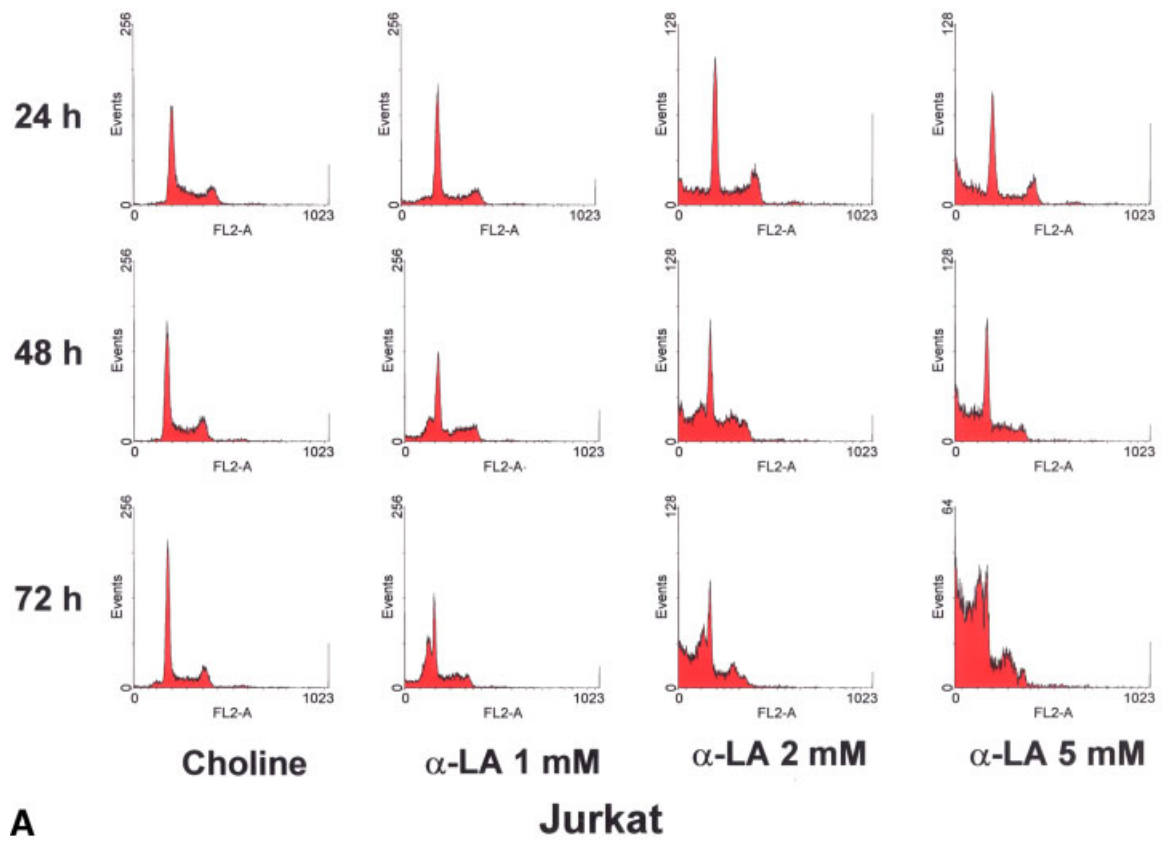 256 256 128 128
24 h Events Events Events Events
0 0 0 0
0 1023 0 1023 0 1023 0 1023
FL2-A FL2-A FL2-A FL2-A
256 256 128 128
48 h Events Events Events Events
0 0 0 0
0 1023 0 1023 0 1023 0 1023
FL2-A FL2-A· FL2-A FL2-A
256 256 128 64
72 h Events Events Events Events
0 0 0 0
0 1023 0 1023 0 1023 0 1023
FL2-A FL2-A FL2-A FL2-A
Choline α-LA 1 mM α-LA 2 mM α-LA 5 mM
A Jurkat